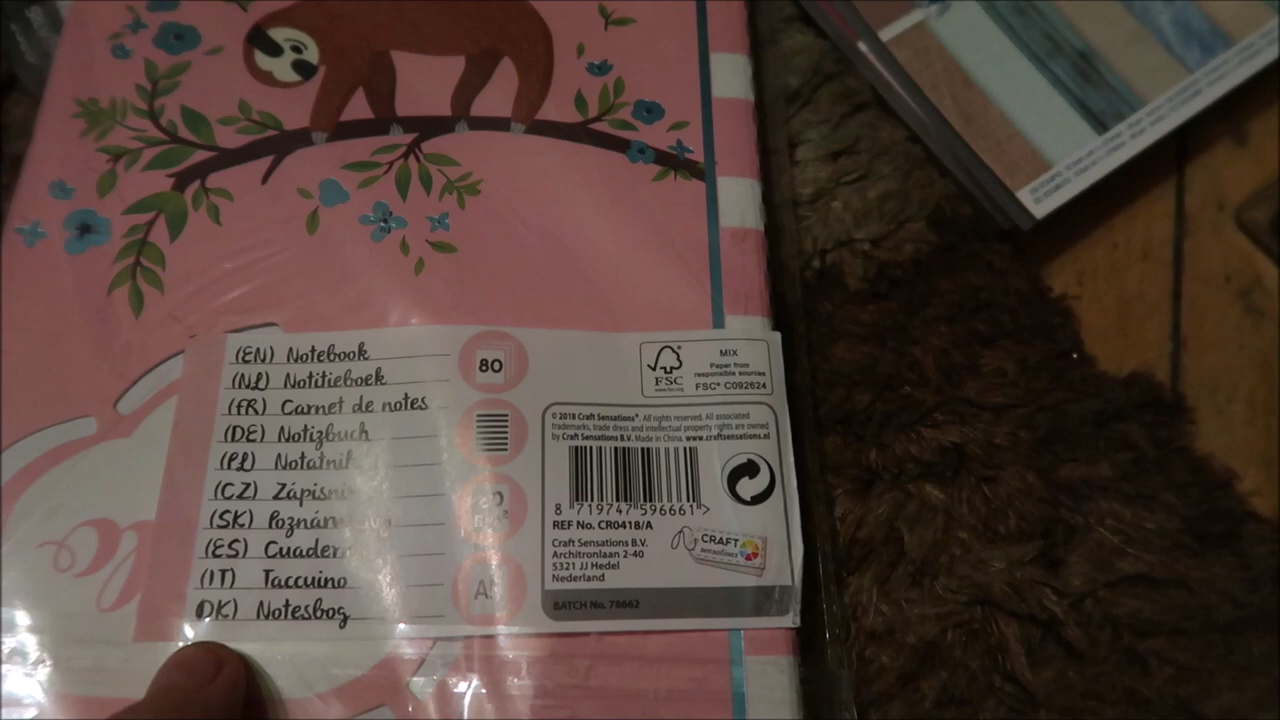 (EN) Notebook
(NL) Notitieboek
(FR) Carnet de notes
(DE) Notizbuch
(PL) Notatnik
(CZ)
(SK)
(ES)
(IT) Taccuino
DK) Notesbog
80
MIX
Paper from
responsible sources
FSC® C092624
FSC
www.fsc.org
© 2018 Craft Sensations®. All rights reserved. All associated
trademarks, trade dress and intellectual property rights are owned
by Craft Sensations B.V. Made in China. www.craftsensations.nl
8 719747 596661 >
REF No. CR0418/A
Craft Sensations B.V.
Architronlaan 2-40
5321 JJ Hedel
Nederland
CRAFT
sensations
BATCH No. 78662